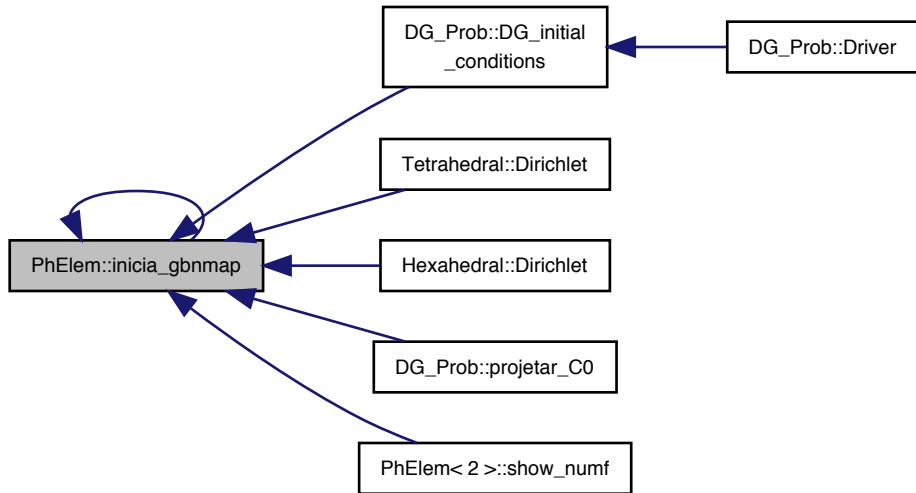 DG_Prob::DG_initial
_conditions
DG_Prob::Driver
Tetrahedral::Dirichlet
PhElem::inicia_gbnmap
Hexahedral::Dirichlet
DG_Prob::projetar_C0
PhElem< 2 >::show_numf